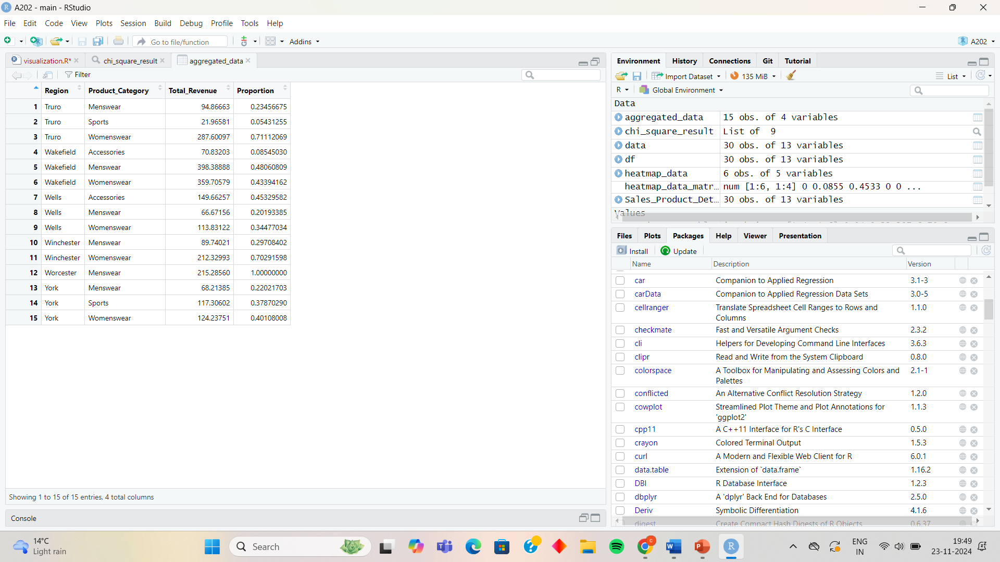 A202 - main - RStudio
File Edit Code View Plots Session Build Debug Profile Tools Help
Go to file/function Addins A202
visualization.R* chi_square_result aggregated_data
Filter
Region Product_Category Total_Revenue Proportion
1 Truro Menswear 94.86663 0.23456675
2 Truro Sports 21.96581 0.05431255
3 Truro Womenswear 287.60097 0.71112069
4 Wakefield Accessories 70.83203 0.08545030
5 Wakefield Menswear 398.38888 0.48060809
6 Wakefield Womenswear 359.70579 0.43394162
7 Wells Accessories 149.66257 0.45329582
8 Wells Menswear 66.67156 0.20193385
9 Wells Womenswear 113.83122 0.34477034
10 Winchester Menswear 89.74021 0.29708402
11 Winchester Womenswear 212.32993 0.70291598
12 Worcester Menswear 215.28560 1.00000000
13 York Menswear 68.21385 0.22021703
14 York Sports 117.30602 0.37870290
15 York Womenswear 124.23751 0.40108008
Showing 1 to 15 of 15 entries, 4 total columns
Console
Environment History Connections Git Tutorial
Import Dataset 135 MiB List
R Global Environment
Data
aggregated_data 15 obs. of 4 variables
chi_square_result List of 9
data 30 obs. of 13 variables
df 30 obs. of 13 variables
heatmap_data 6 obs. of 5 variables
heatmap_data_matr... num [1:6, 1:4] 0 0.0855 0.4533 0 0 ...
Sales_Product_Det... 30 obs. of 13 variables
Values
Files Plots Packages Help Viewer Presentation
Install Update
Name Description Version
car Companion to Applied Regression 3.1-3
carData Companion to Applied Regression Data Sets 3.0-5
cellranger Translate Spreadsheet Cell Ranges to Rows and 1.1.0
Columns
checkmate Fast and Versatile Argument Checks 2.3.2
cli Helpers for Developing Command Line Interfaces 3.6.3
clipr Read and Write from the System Clipboard 0.8.0
colorspace A Toolbox for Manipulating and Assessing Colors and 2.1-1
Palettes
conflicted An Alternative Conflict Resolution Strategy 1.2.0
cowplot Streamlined Plot Theme and Plot Annotations for 1.1.3
'ggplot2'
cpp11 A C++11 Interface for R's C Interface 0.5.0
crayon Colored Terminal Output 1.5.3
curl A Modern and Flexible Web Client for R 6.0.1
data.table Extension of `data.frame` 1.16.2
DBI R Database Interface 1.2.3
dbplyr A 'dplyr' Back End for Databases 2.5.0
Deriv Symbolic Differentiation 4.1.6
digest Create Compact Hash Digests of R Objects 0.6.37
14°C
Light rain
Search
ENG
IN
19:49
23-11-2024